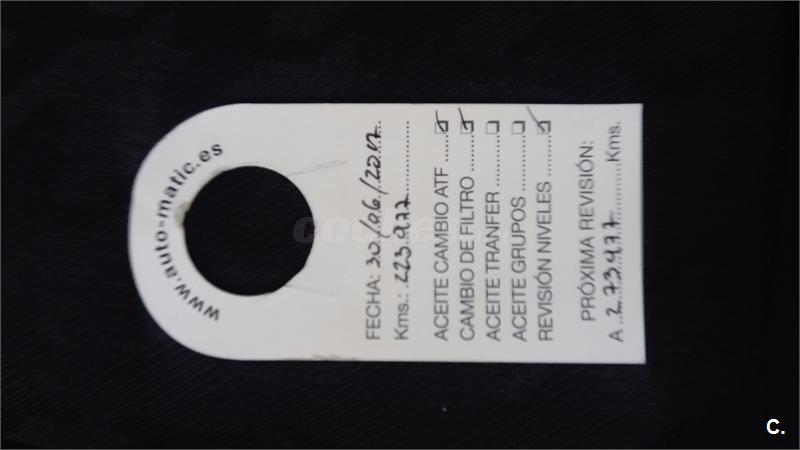 www.auto-matic.es
FECHA: 30/06/2017
Kms.: 223.977
ACEITE CAMBIO ATF ......☑
CAMBIO DE FILTRO ......☑
ACEITE TRANFER ............☐
ACEITE GRUPOS ............☐
REVISIÓN NIVELES .........☑
PRÓXIMA REVISIÓN:
A 273977 Kms.
C.